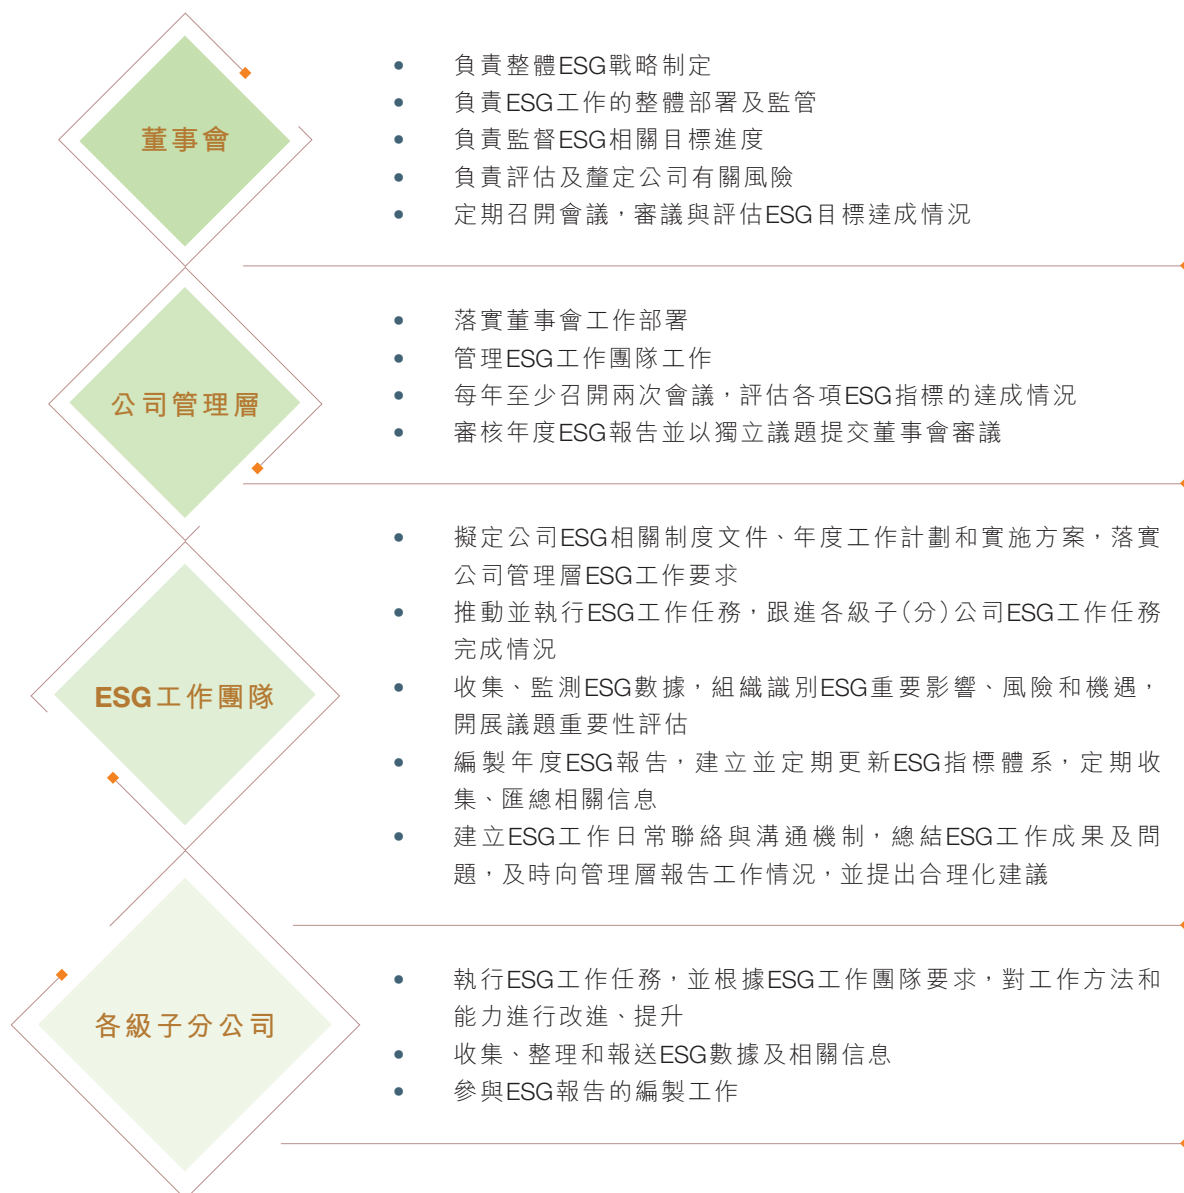 董事會
• 負責整體ESG戰略制定
• 負責ESG工作的整體部署及監管
• 負責監督ESG相關目標進度
• 負責評估及釐定公司有關風險
• 定期召開會議，審議與評估ESG目標達成情況
公司管理層
• 落實董事會工作部署
• 管理ESG工作團隊工作
• 每年至少召開兩次會議，評估各項ESG指標的達成情況
• 審核年度ESG報告並以獨立議題提交董事會審議
ESG工作團隊
• 擬定公司ESG相關制度文件、年度工作計劃和實施方案，落實
公司管理層ESG工作要求
• 推動並執行ESG工作任務，跟進各級子（分）公司ESG工作任務
完成情況
• 收集、監測ESG數據，組織識別ESG重要影響、風險和機遇，
開展議題重要性評估
• 編製年度ESG報告，建立並定期更新ESG指標體系，定期收
集、匯總相關信息
• 建立ESG工作日常聯絡與溝通機制，總結ESG工作成果及問
題，及時向管理層報告工作情況，並提出合理化建議
各級子分公司
• 執行ESG工作任務，並根據ESG工作團隊要求，對工作方法和
能力進行改進、提升
• 收集、整理和報送ESG數據及相關信息
• 參與ESG報告的編製工作